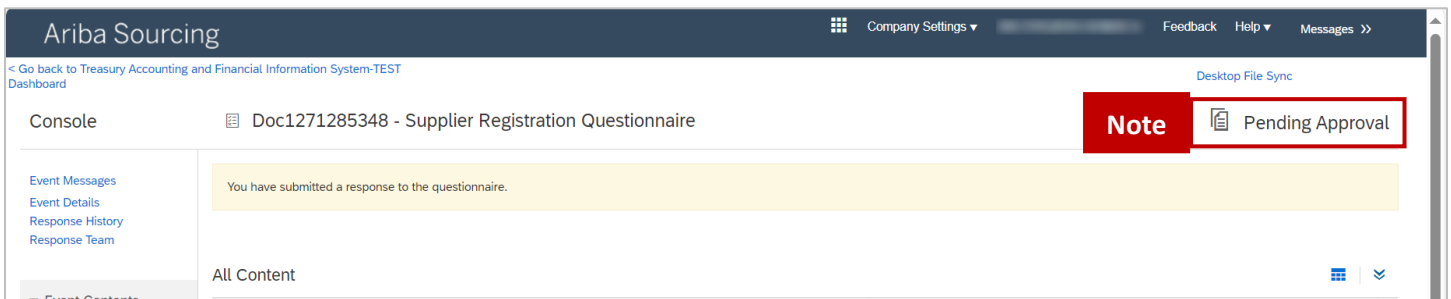 Ariba Sourcing
Company Settings ▾
Feedback
Help ▾
Messages >>
< Go back to Treasury Accounting and Financial Information System-TEST
Dashboard
Desktop File Sync
Console
Doc1271285348 - Supplier Registration Questionnaire
Note
Pending Approval
Event Messages
Event Details
Response History
Response Team
You have submitted a response to the questionnaire.
All Content
Event Contents